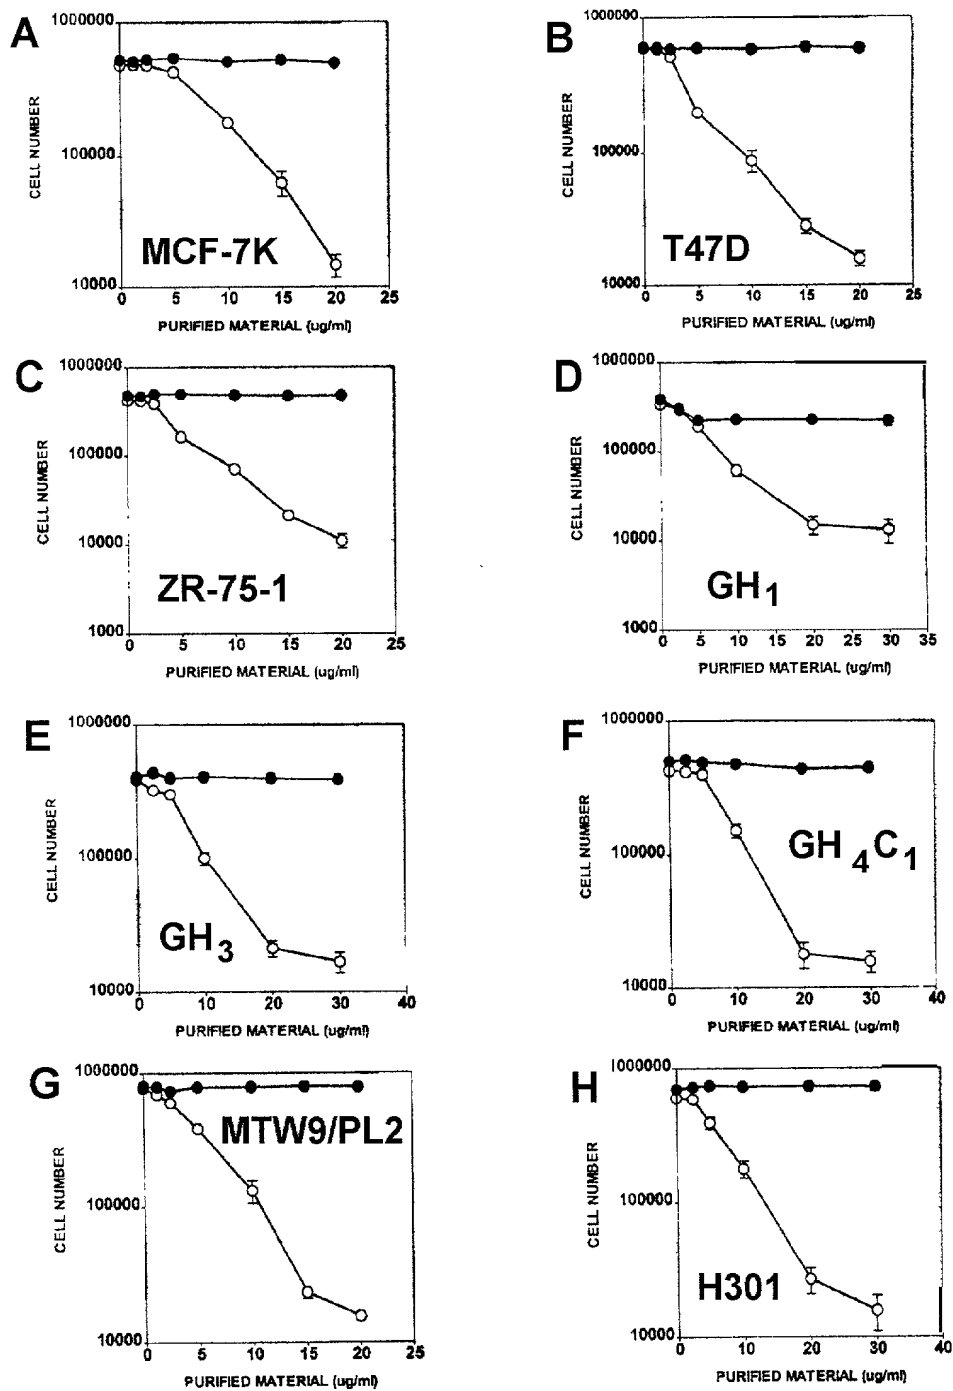 A
1000000
CELL NUMBER
100000
MCF-7K
10000
0 5 10 15 20 25
PURIFIED MATERIAL (ug/ml)
B
1000000
CELL NUMBER
100000
T47D
10000
0 5 10 15 20 25
PURIFIED MATERIAL (ug/ml)
C
1000000
CELL NUMBER
100000
10000
ZR-75-1
1000
0 5 10 15 20 25
PURIFIED MATERIAL (ug/ml)
D
1000000
CELL NUMBER
100000
10000
GH1
1000
0 5 10 15 20 25 30 35
PURIFIED MATERIAL (ug/ml)
E
1000000
CELL NUMBER
100000
GH3
10000
0 10 20 30 40
PURIFIED MATERIAL (ug/ml)
F
1000000
CELL NUMBER
GH4C1
100000
10000
0 10 20 30 40
PURIFIED MATERIAL (ug/ml)
G
1000000
MTW9/PL2
CELL NUMBER
100000
10000
0 5 10 15 20 25
PURIFIED MATERIAL (ug/ml)
H
1000000
CELL NUMBER
100000
H301
10000
0 10 20 30 40
PURIFIED MATERIAL (ug/ml)